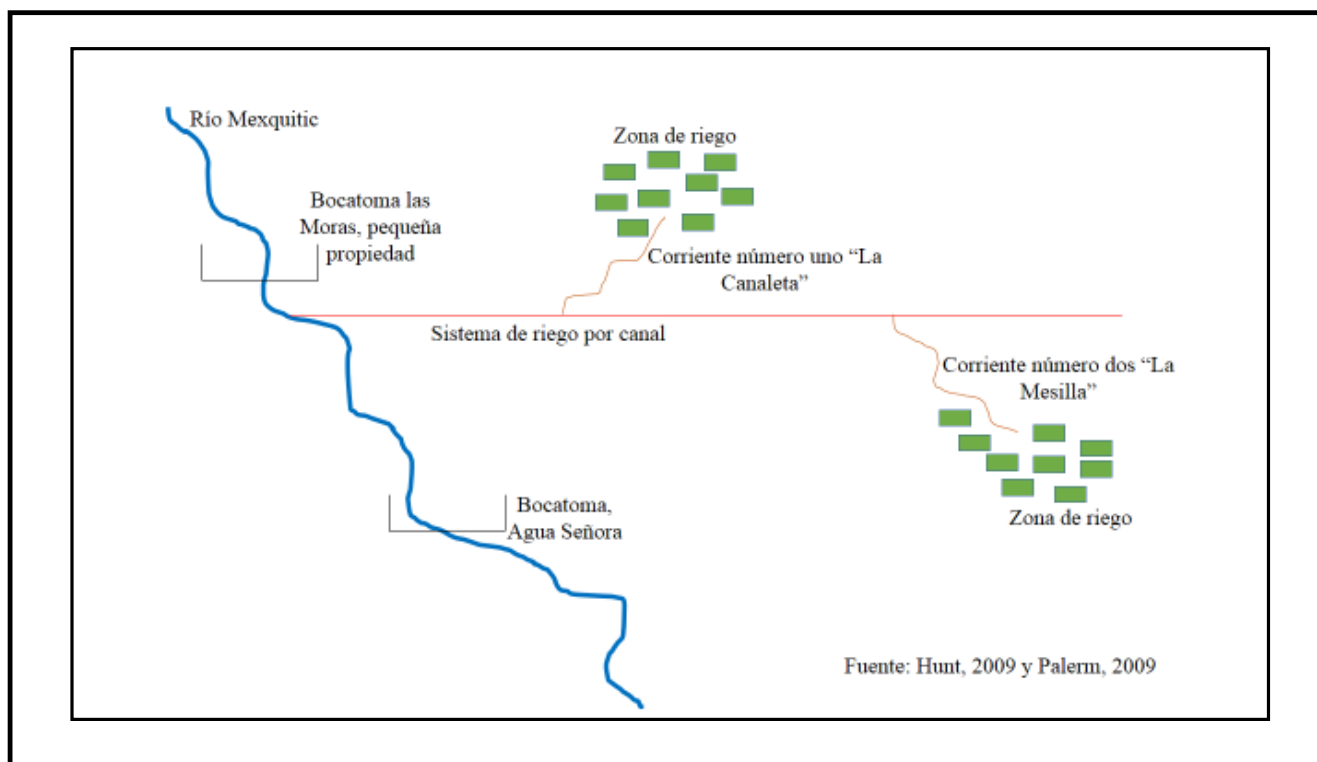 Río Mexquitic
Zona de riego
Bocatoma las
Moras, pequeña
propiedad
Corriente número uno “La
Canaleta”
Sistema de riego por canal
Corriente número dos “La
Mesilla”
Bocatoma,
Agua Señora
Zona de riego
Fuente: Hunt, 2009 y Palerm, 2009